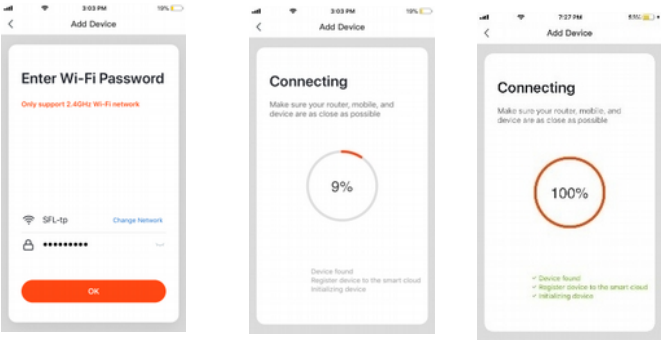 3:03 PM
19%
Add Device
Enter Wi-Fi Password
Only support 2.4GHz Wi-Fi network
SFL-tp
Change Network
OK
3:03 PM
19%
Add Device
Connecting
Make sure your router, mobile, and
device are as close as possible
9%
Device found
Register device to the smart cloud
Initializing device
7:27 PM
Add Device
Connecting
Make sure your router, mobile, and
device are as close as possible
100%
Device found
Register device to the smart cloud
Initializing device